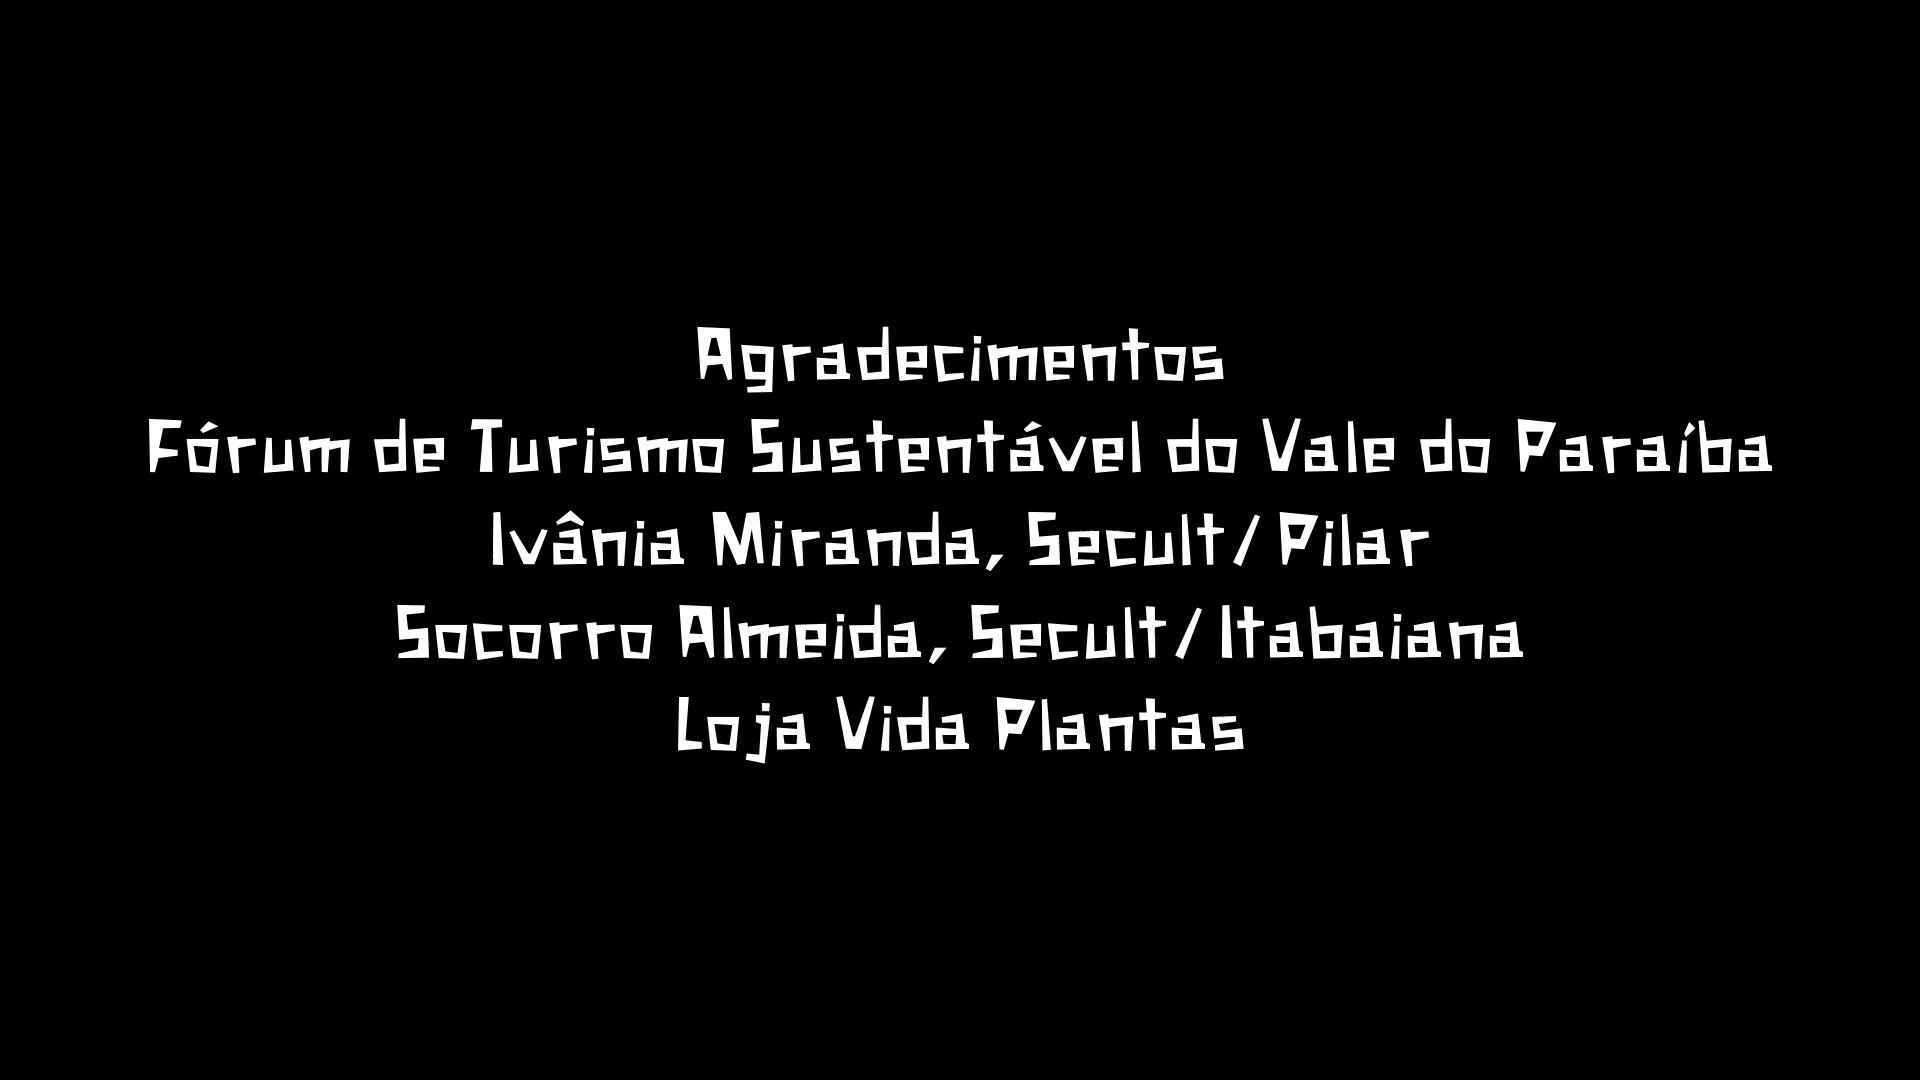 Agradecimentos
Fórum de Turismo Sustentável do Vale do Paraíba
Ivânia Miranda, Secult/Pilar
Socorro Almeida, Secult/Itabaiana
Loja Vida Plantas